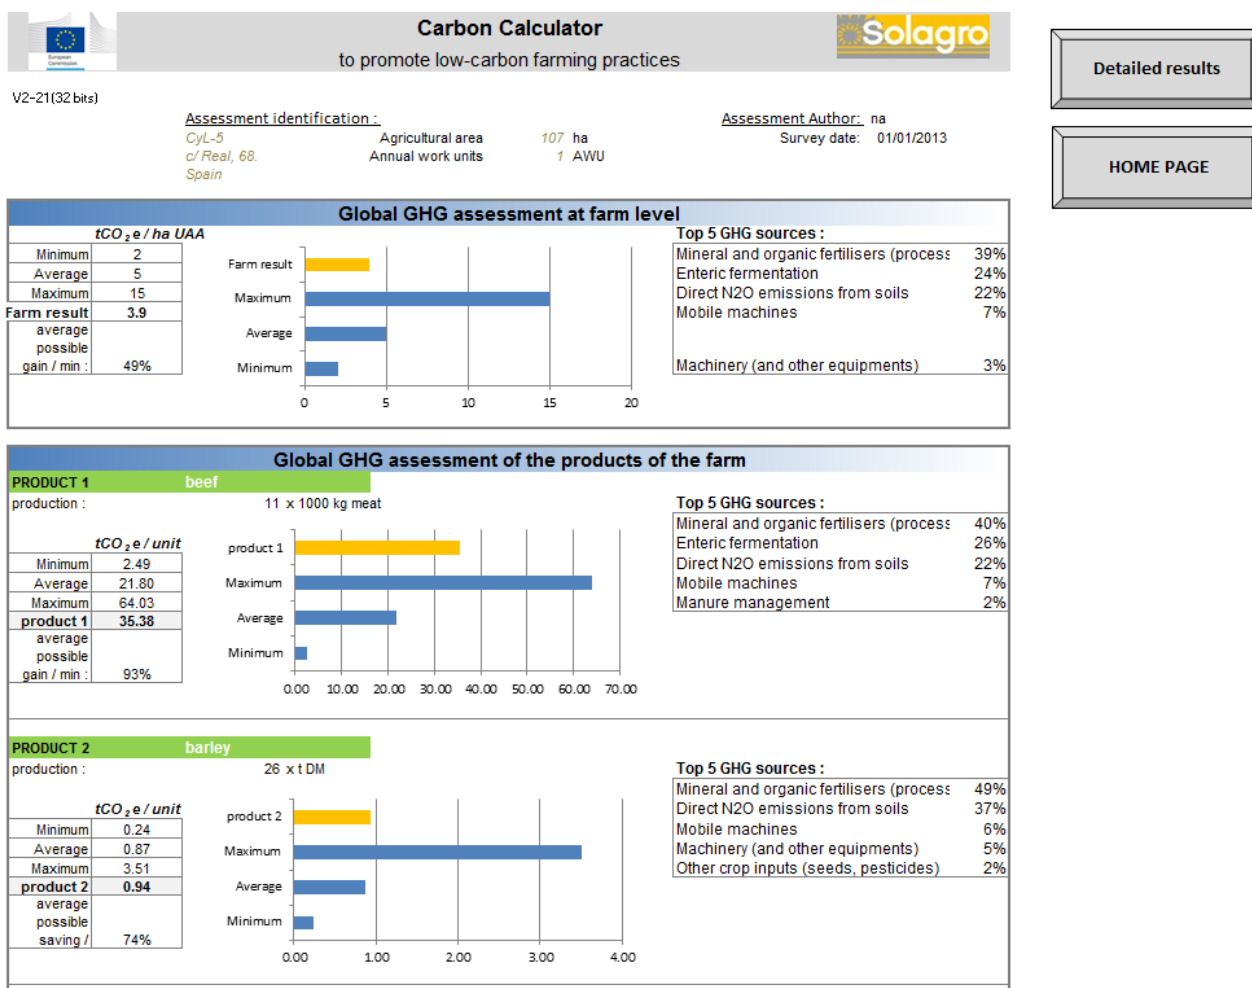 Carbon Calculator
to promote low-carbon farming practices
European
Commission
Solagro
Detailed results
HOME PAGE
V2-21(32 bits)
Assessment identification :
Assessment Author: na
CyL-5 Agricultural area 107 ha Survey date: 01/01/2013
c/ Real, 68. Annual work units 1 AWU
Spain
Global GHG assessment at farm level
tCO2e / ha UAA
Minimum 2
Average 5
Maximum 15
Farm result 3.9
average
possible
gain / min : 49%
Farm result
Maximum
Average
Minimum
0 5 10 15 20
Top 5 GHG sources :
Mineral and organic fertilisers (process 39%
Enteric fermentation 24%
Direct N2O emissions from soils 22%
Mobile machines 7%
Machinery (and other equipments) 3%
Global GHG assessment of the products of the farm
PRODUCT 1 beef
production : 11 x 1000 kg meat
tCO2e / unit
Minimum 2.49
Average 21.80
Maximum 64.03
product 1 35.38
average
possible
gain / min : 93%
product 1
Maximum
Average
Minimum
0.00 10.00 20.00 30.00 40.00 50.00 60.00 70.00
Top 5 GHG sources :
Mineral and organic fertilisers (process 40%
Enteric fermentation 26%
Direct N2O emissions from soils 22%
Mobile machines 7%
Manure management 2%
PRODUCT 2 barley
production : 26 x t DM
tCO2e / unit
Minimum 0.24
Average 0.87
Maximum 3.51
product 2 0.94
average
possible
saving / 74%
product 2
Maximum
Average
Minimum
0.00 1.00 2.00 3.00 4.00
Top 5 GHG sources :
Mineral and organic fertilisers (process 49%
Direct N2O emissions from soils 37%
Mobile machines 6%
Machinery (and other equipments) 5%
Other crop inputs (seeds, pesticides) 2%